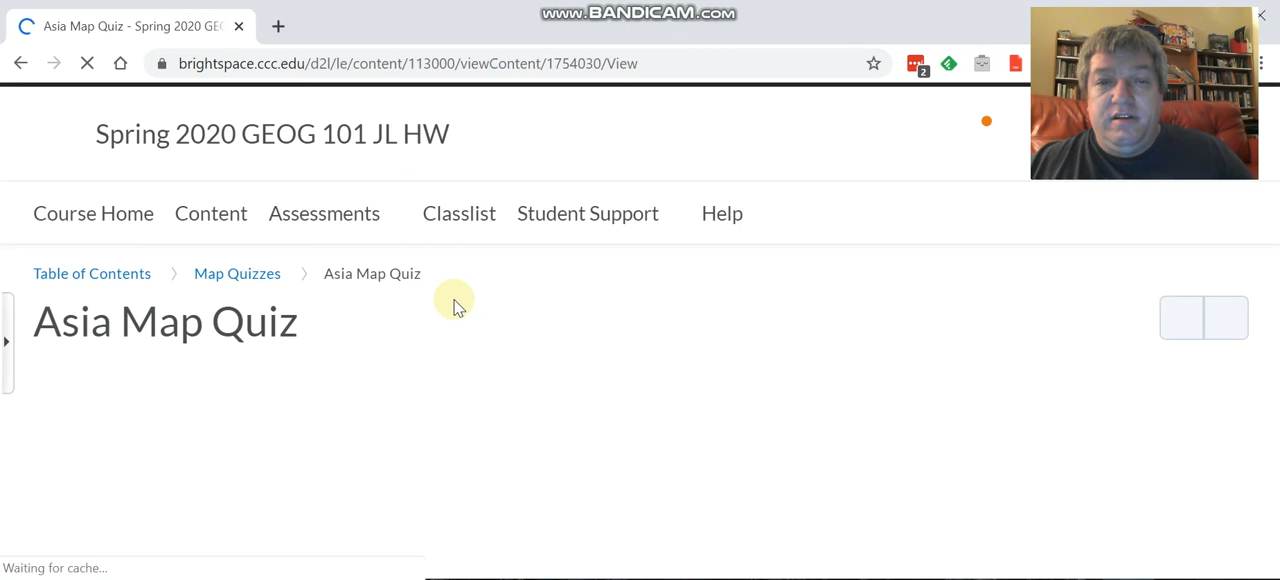 www.BANDICAM.com
Asia Map Quiz - Spring 2020 GEO
brightspace.ccc.edu/d2l/le/content/113000/viewContent/1754030/View
2
Spring 2020 GEOG 101 JL HW
Course Home Content Assessments Classlist Student Support Help
Table of Contents Map Quizzes Asia Map Quiz
Asia Map Quiz
Waiting for cache...